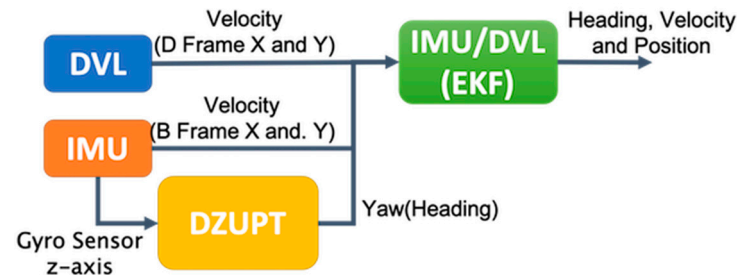 Velocity
(D Frame X and Y)
DVL
IMU/DVL
(EKF)
Heading, Velocity
and Position
Velocity
(B Frame X and. Y)
IMU
DZUPT
Yaw(Heading)
Gyro Sensor
z-axis